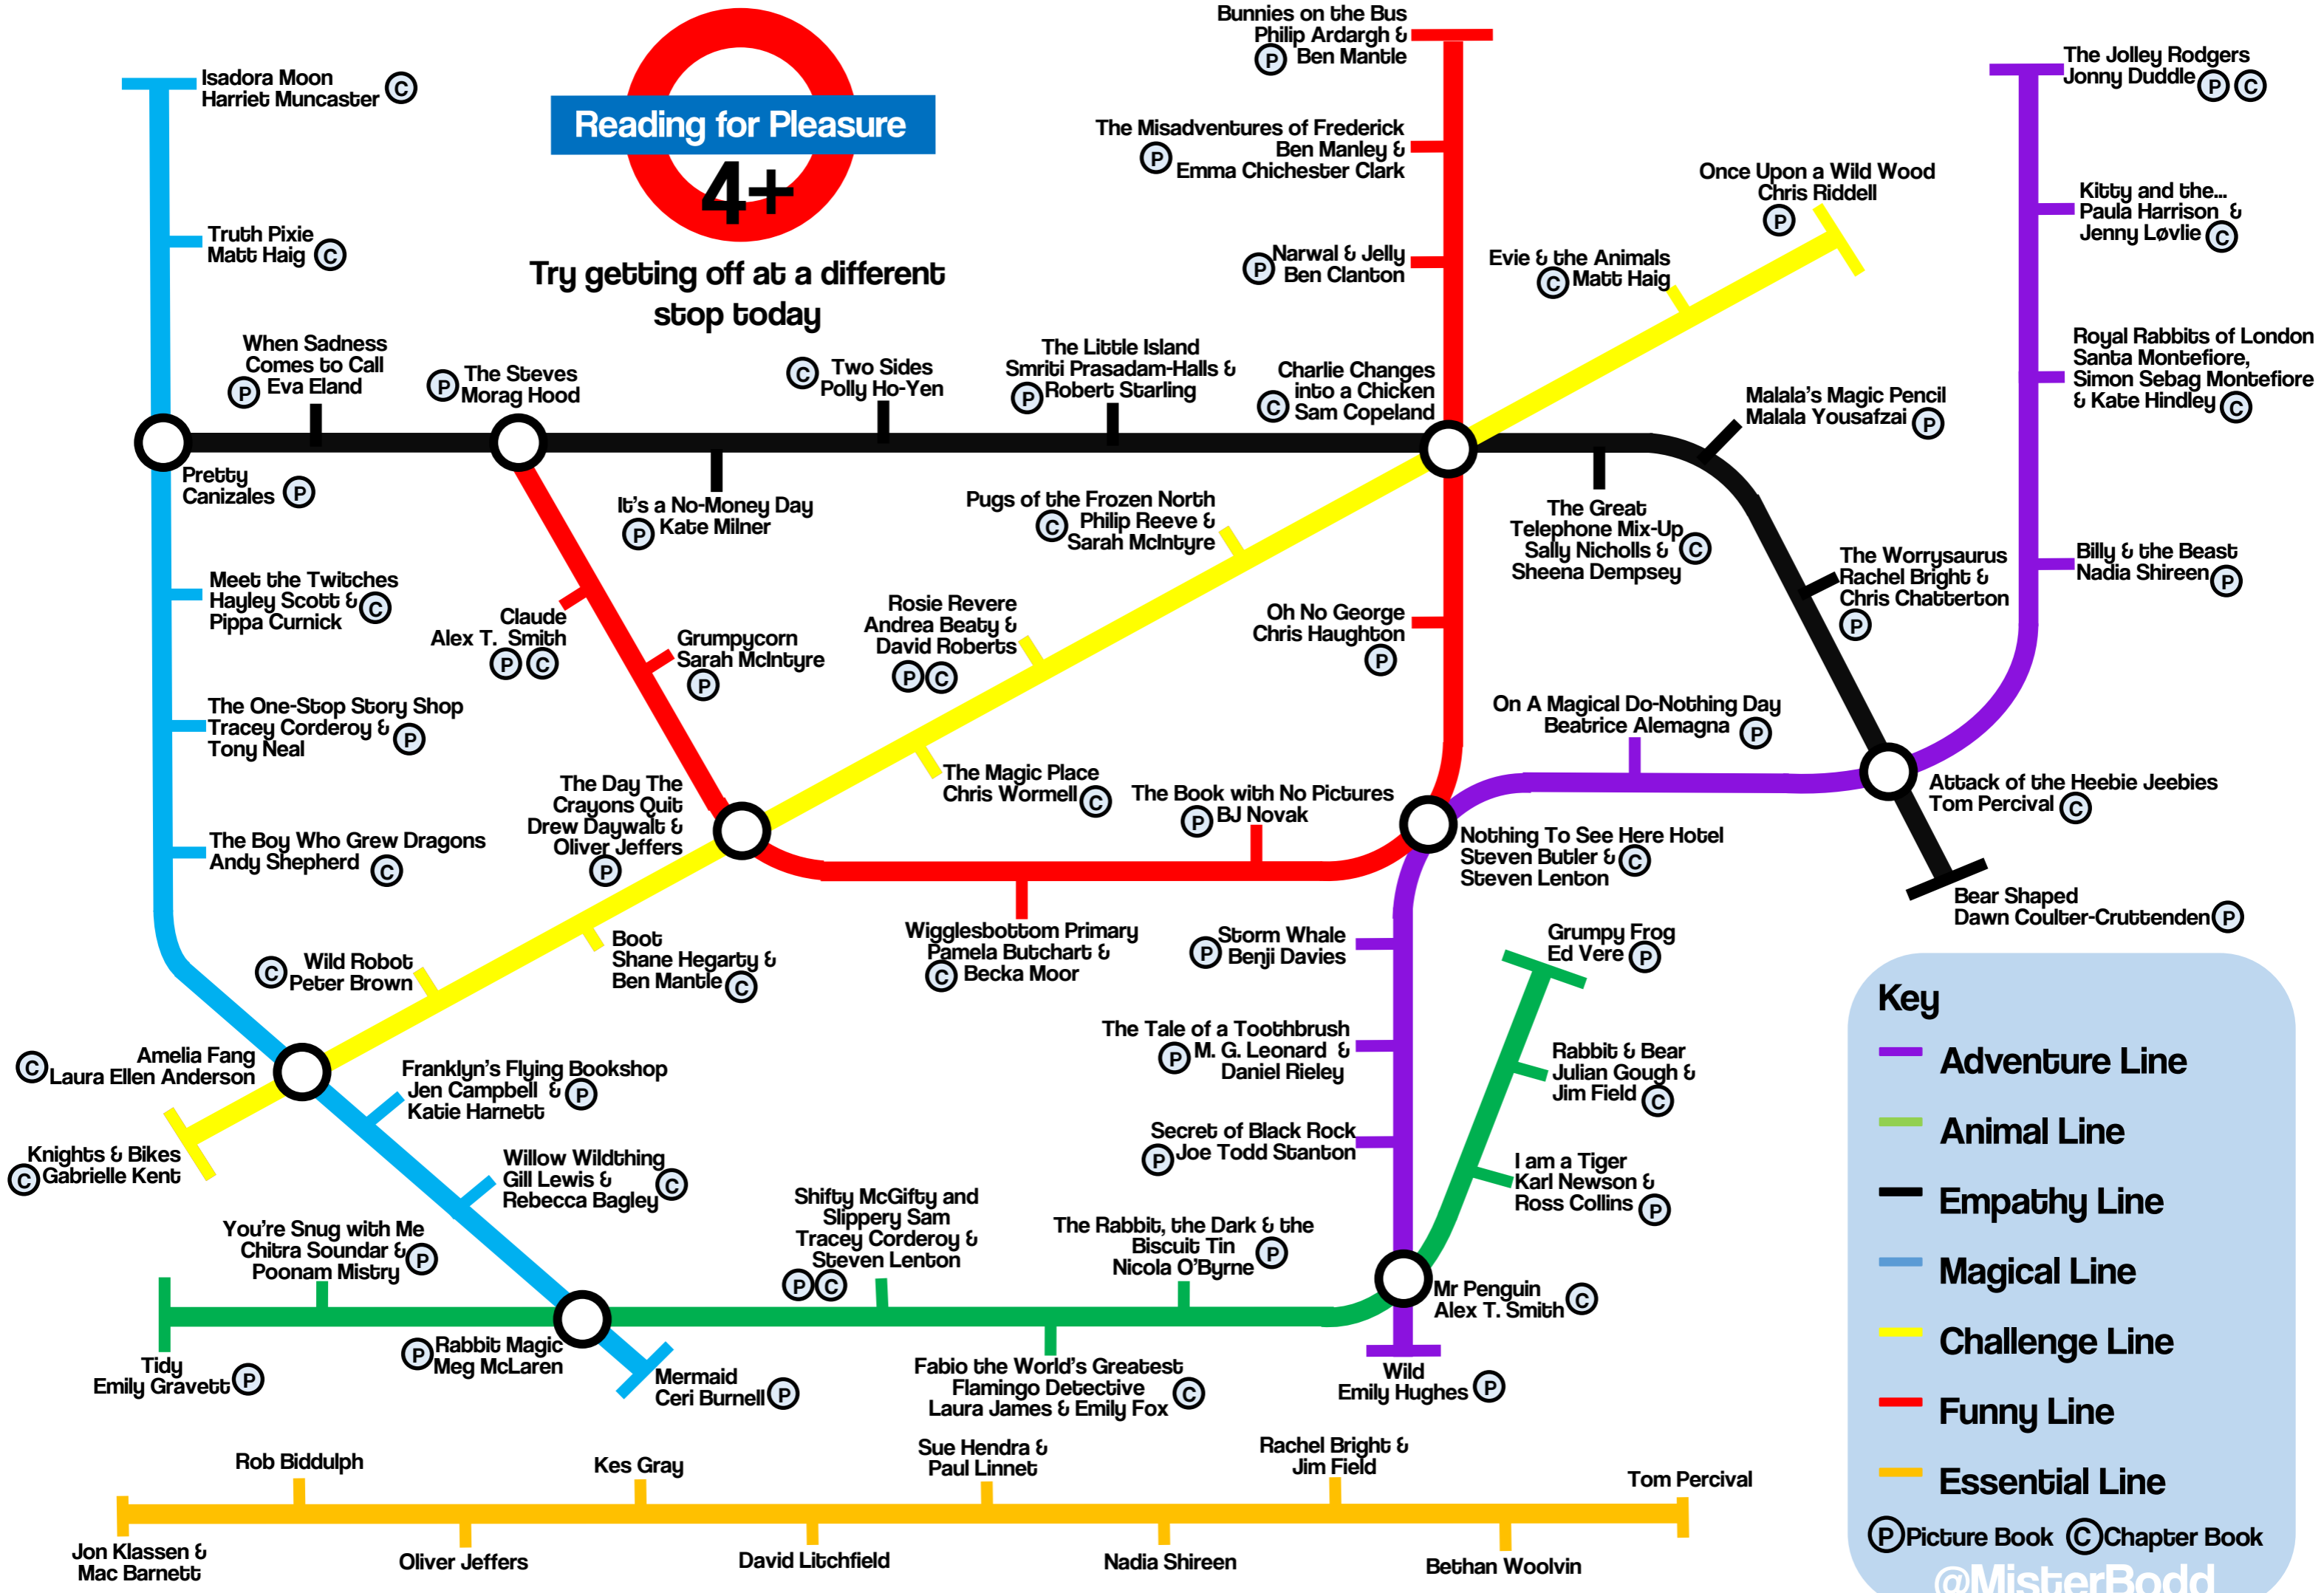 Reading for Pleasure
4+
Try getting off at a different
stop today
Isadora Moon
Harriet Muncaster C
Truth Pixie
Matt Haig C
When Sadness
Comes to Call
P Eva Eland
P The Steves
Morag Hood
C Two Sides
Polly Ho-Yen
The Little Island
Smriti Prasadam-Halls &
P Robert Starling
Bunnies on the Bus
Philip Ardargh &
P Ben Mantle
The Misadventures of Frederick
Ben Manley &
P Emma Chichester Clark
P Narwal & Jelly
Ben Clanton
Charlie Changes
into a Chicken
C Sam Copeland
Once Upon a Wild Wood
Chris Riddell
P
Evie & the Animals
C Matt Haig
The Jolley Rodgers
Jonny Duddle P C
Kitty and the...
Paula Harrison &
Jenny Løvlie C
Royal Rabbits of London
Santa Montefiore,
Simon Sebag Montefiore
& Kate Hindley C
Malala's Magic Pencil
Malala Yousafzai P
Billy & the Beast
Nadia Shireen P
Pretty
Canizales P
It's a No-Money Day
P Kate Milner
Pugs of the Frozen North
C Philip Reeve &
Sarah McIntyre
The Great
Telephone Mix-Up
Sally Nicholls & C
Sheena Dempsey
The Worrysaurus
Rachel Bright &
Chris Chatterton
P
Meet the Twitches
Hayley Scott & C
Pippa Curnick
Claude
Alex T. Smith
P C
Grumpycorn
Sarah McIntyre
P
Rosie Revere
Andrea Beaty &
David Roberts
P C
Oh No George
Chris Haughton
P
The One-Stop Story Shop
Tracey Corderoy & P
Tony Neal
On A Magical Do-Nothing Day
Beatrice Alemagna P
The Day The
Crayons Quit
Drew Daywalt &
Oliver Jeffers
P
The Magic Place
Chris Wormell C
The Book with No Pictures
P BJ Novak
Attack of the Heebie Jeebies
Tom Percival C
The Boy Who Grew Dragons
Andy Shepherd C
Nothing To See Here Hotel
Steven Butler & C
Steven Lenton
Bear Shaped
Dawn Coulter-Cruttenden P
C Wild Robot
Peter Brown
Boot
Shane Hegarty &
Ben Mantle C
Wigglesbottom Primary
Pamela Butchart &
C Becka Moor
P Storm Whale
Benji Davies
Grumpy Frog
Ed Vere P
Amelia Fang
C Laura Ellen Anderson
Franklyn's Flying Bookshop
Jen Campbell & P
Katie Harnett
The Tale of a Toothbrush
P M. G. Leonard &
Daniel Rieley
Rabbit & Bear
Julian Gough &
Jim Field C
Knights & Bikes
C Gabrielle Kent
Willow Wildthing
Gill Lewis & C
Rebecca Bagley
Secret of Black Rock
P Joe Todd Stanton
I am a Tiger
Karl Newson &
Ross Collins P
You're Snug with Me
Chitra Soundar & P
Poonam Mistry
Shifty McGifty and
Slippery Sam
Tracey Corderoy &
Steven Lenton
P C
The Rabbit, the Dark & the
Biscuit Tin P
Nicola O'Byrne
Mr Penguin
Alex T. Smith C
Tidy
Emily Gravett P
P Rabbit Magic
Meg McLaren
Mermaid
Ceri Burnell P
Fabio the World's Greatest
Flamingo Detective C
Laura James & Emily Fox
Wild
Emily Hughes P
Rob Biddulph
Kes Gray
Sue Hendra &
Paul Linnet
Rachel Bright &
Jim Field
Tom Percival
Jon Klassen &
Mac Barnett
Oliver Jeffers
David Litchfield
Nadia Shireen
Bethan Woolvin
Key
Adventure Line
Animal Line
Empathy Line
Magical Line
Challenge Line
Funny Line
Essential Line
P Picture Book C Chapter Book
@MisterBodd